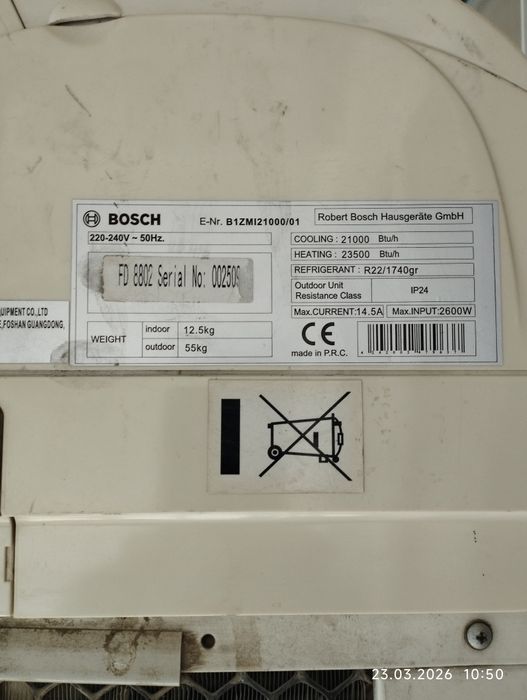 BOSCH
E-Nr. B1ZMI21000/01
Robert Bosch Hausgeräte GmbH
220-240V ~ 50Hz.
COOLING : 21000 Btu/h
HEATING : 23500 Btu/h
REFRIGERANT : R22/1740gr
FD 8802 Serial No: 002509
Outdoor Unit
Resistance Class
IP24
Max.CURRENT:14.5A
Max.INPUT:2600W
WEIGHT
indoor 12.5kg
outdoor 55kg
CE
made in P.R.C.
UIPMENT CO.,LTD
E,FOSHAN GUANGDONG,
23.03.2026 10:50